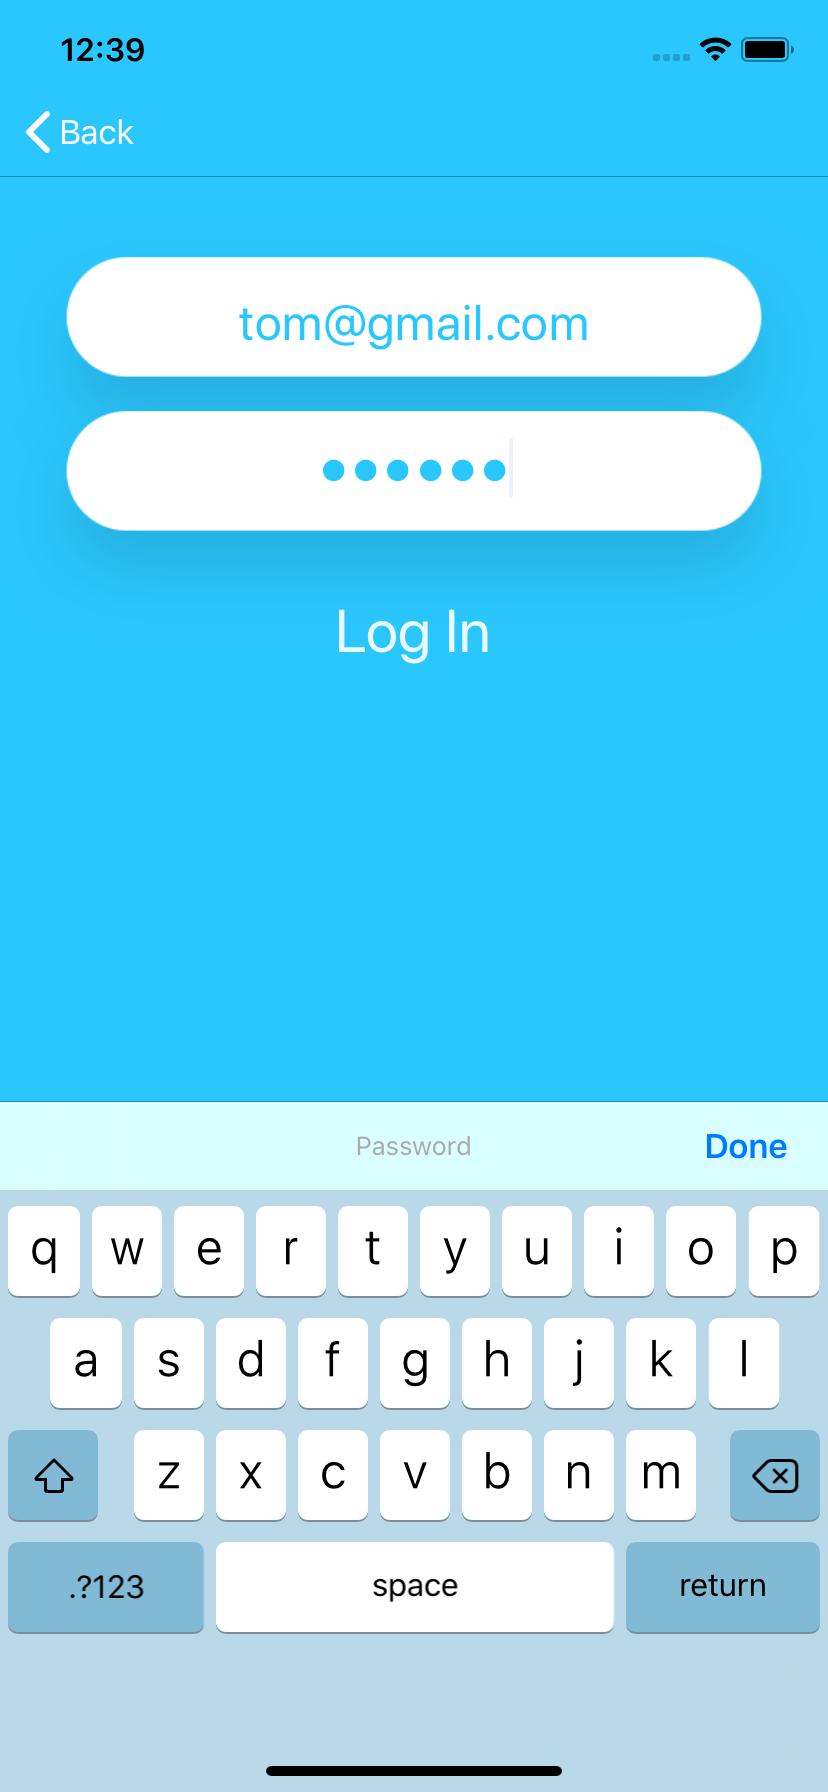 12:39
Back
tom@gmail.com
••••••
Log In
Password Done
q w e r t y u i o p
a s d f g h j k l
z x c v b n m
.?123 space return